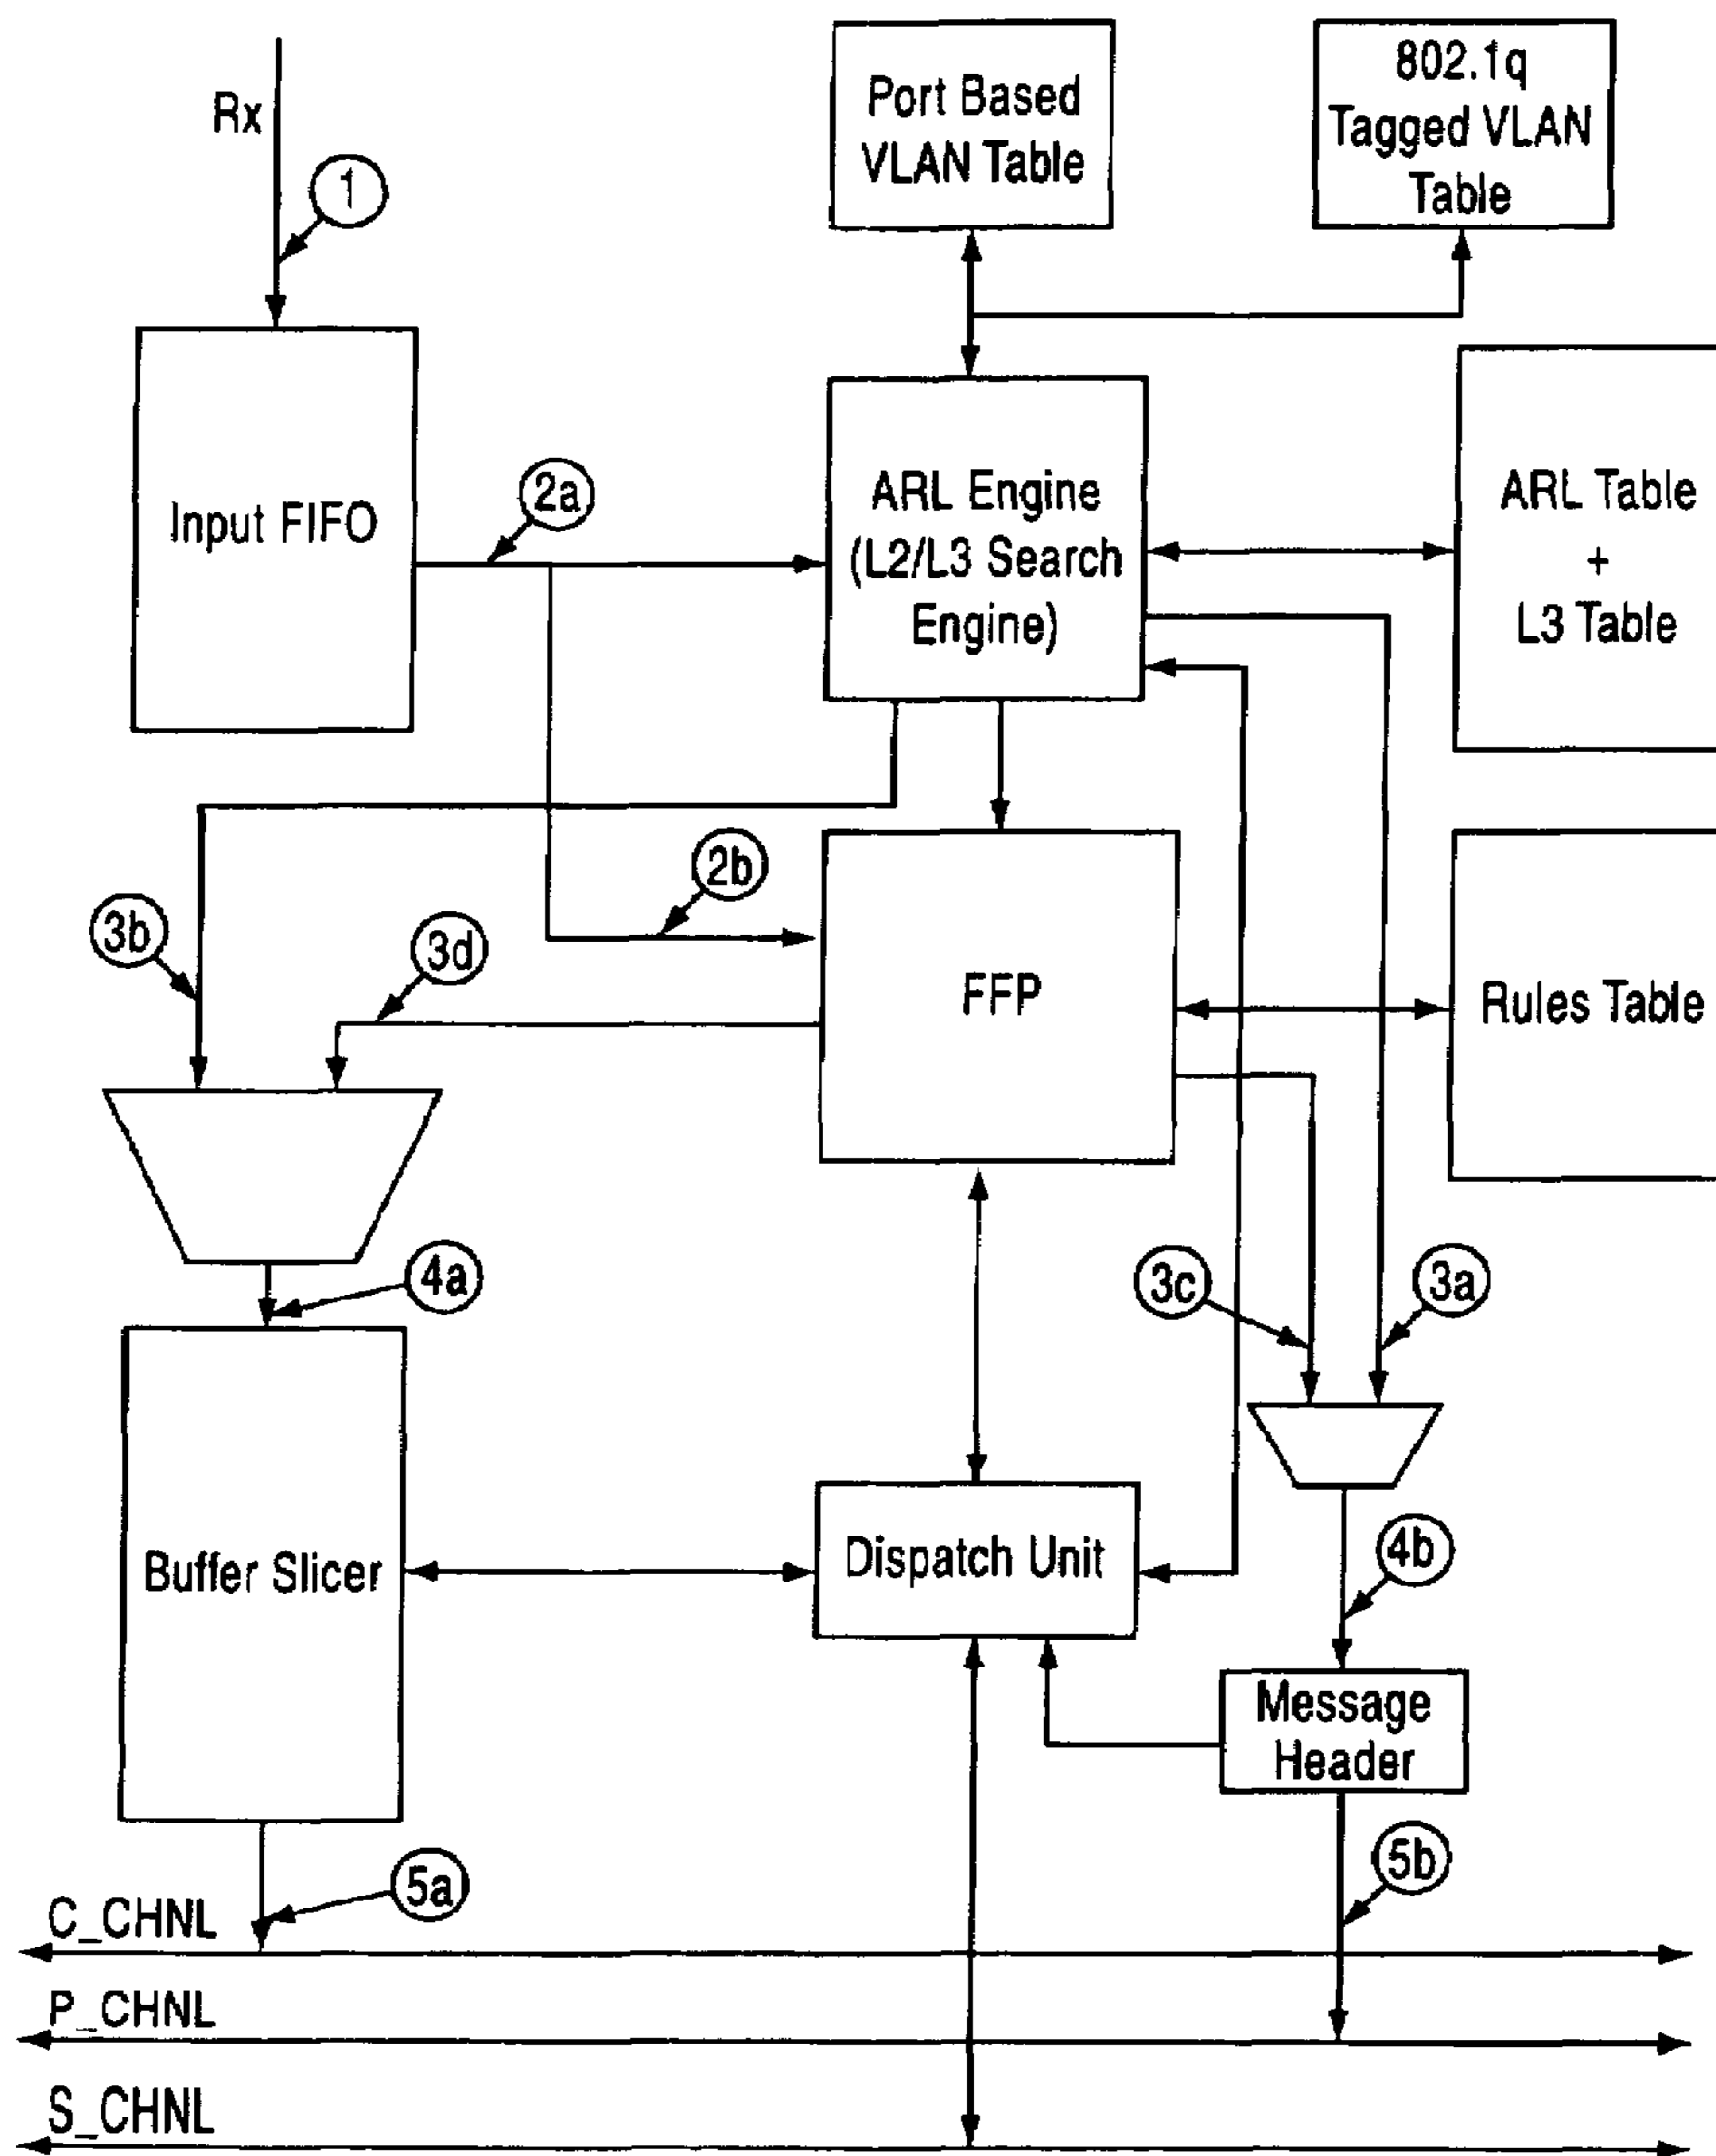 Rx
1
Port Based
VLAN Table
802.1q
Tagged VLAN
Table
Input FIFO
2a
ARL Engine
(L2/L3 Search
Engine)
ARL Table
+
L3 Table
3b
3d
2b
FFP
Rules Table
4a
3c
3a
Buffer Slicer
Dispatch Unit
4b
Message
Header
5a
5b
C_CHNL
P_CHNL
S_CHNL